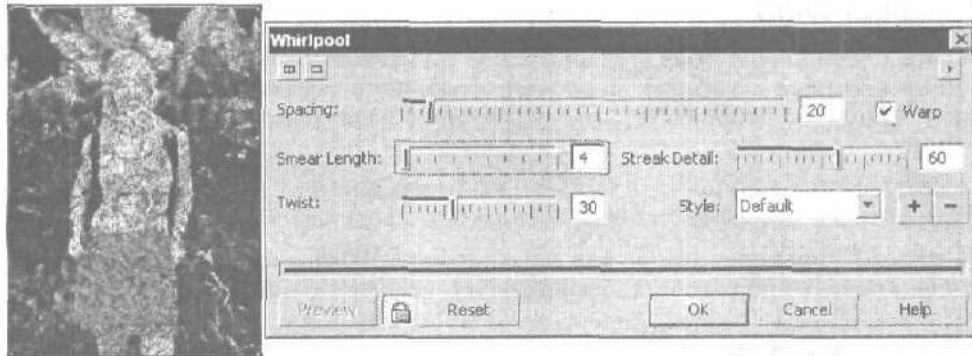 Whirlpool
Spacing: 20 Warp
Smear Length: 4 Streak Detail: 60
Twist: 30 Style: Default
Preview Reset OK Cancel Help